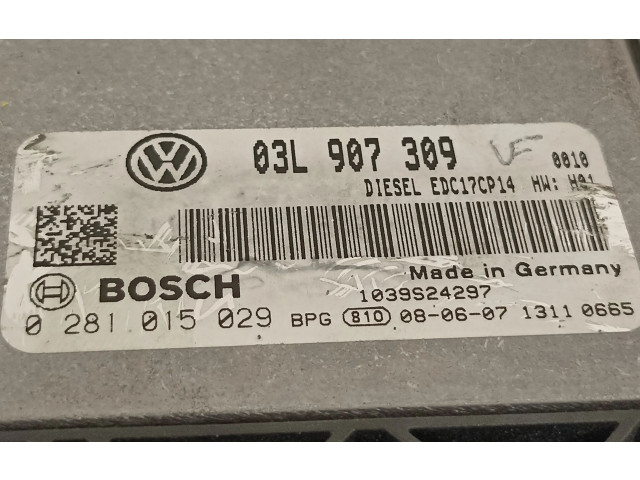 03L 907 309 VF
0010
DIESEL EDC17CP14 HW: H01
Made in Germany
BOSCH
1039S24297
0 281 015 029 BPG 810 08-06-07 1311 0665